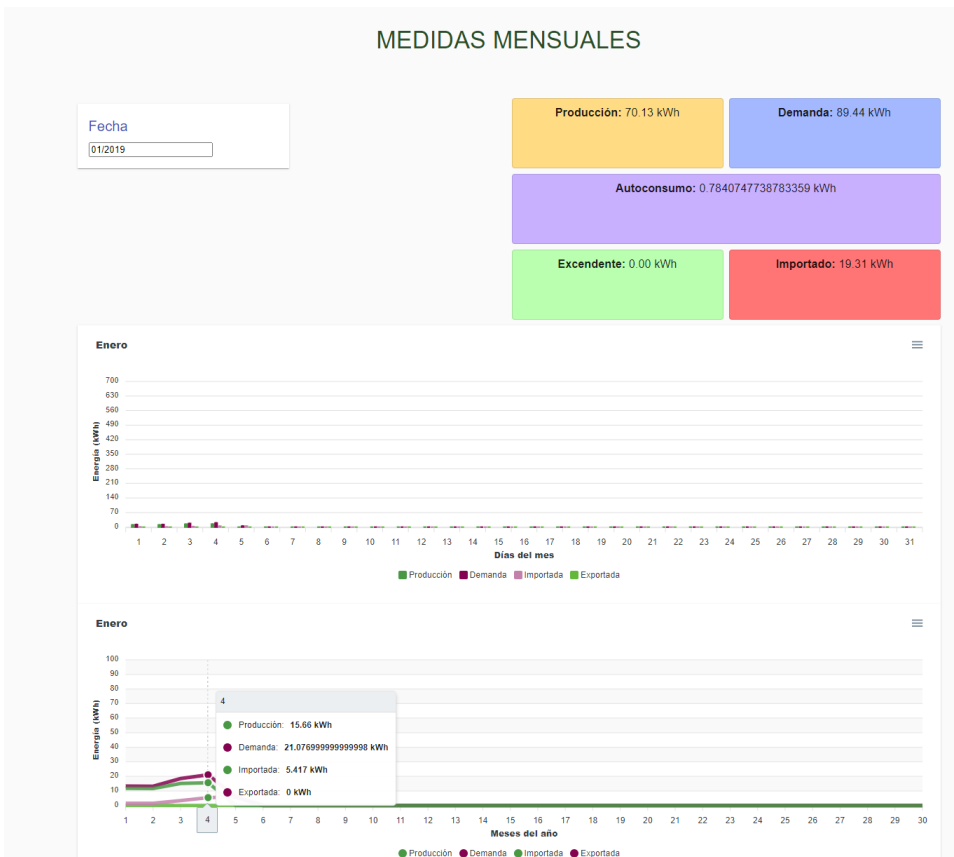 MEDIDAS MENSUALES
Fecha
01/2019
Producción: 70.13 kWh
Demanda: 89.44 kWh
Autoconsumo: 0.7840747738783359 kWh
Excendente: 0.00 kWh
Importado: 19.31 kWh
Enero
700
630
560
490
420
350
280
210
140
70
0
Energía (kWh)
1 2 3 4 5 6 7 8 9 10 11 12 13 14 15 16 17 18 19 20 21 22 23 24 25 26 27 28 29 30 31
Días del mes
Producción Demanda Importada Exportada
Enero
100
90
80
70
60
50
40
30
20
10
0
Energía (kWh)
4
Producción: 15.66 kWh
Demanda: 21.076999999999998 kWh
Importada: 5.417 kWh
Exportada: 0 kWh
1 2 3 4 5 6 7 8 9 10 11 12 13 14 15 16 17 18 19 20 21 22 23 24 25 26 27 28 29 30
Meses del año
Producción Demanda Importada Exportada